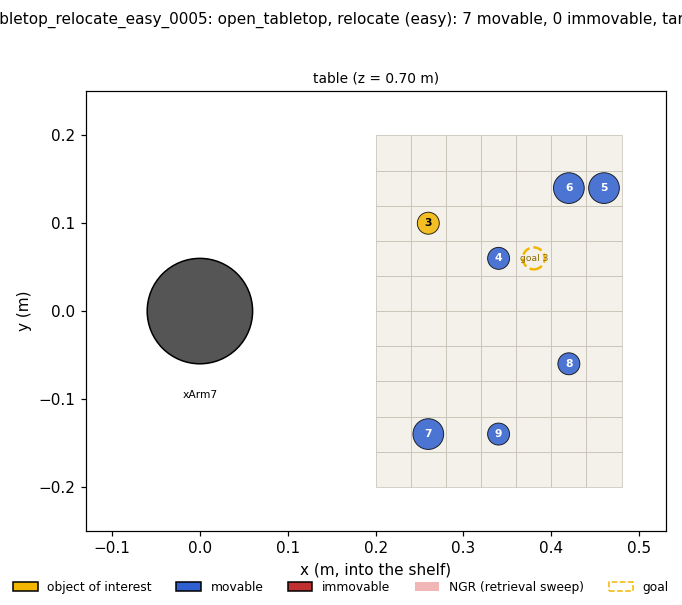 bletop_relocate_easy_0005: open_tabletop, relocate (easy): 7 movable, 0 immovable, tar
table (z = 0.70 m)
0.2
0.1
0.0
−0.1
−0.2
y (m)
6
5
3
4
goal 3
8
7
9
xArm7
−0.1
0.0
0.1
0.2
0.3
0.4
0.5
x (m, into the shelf)
object of interest
movable
immovable
NGR (retrieval sweep)
goal